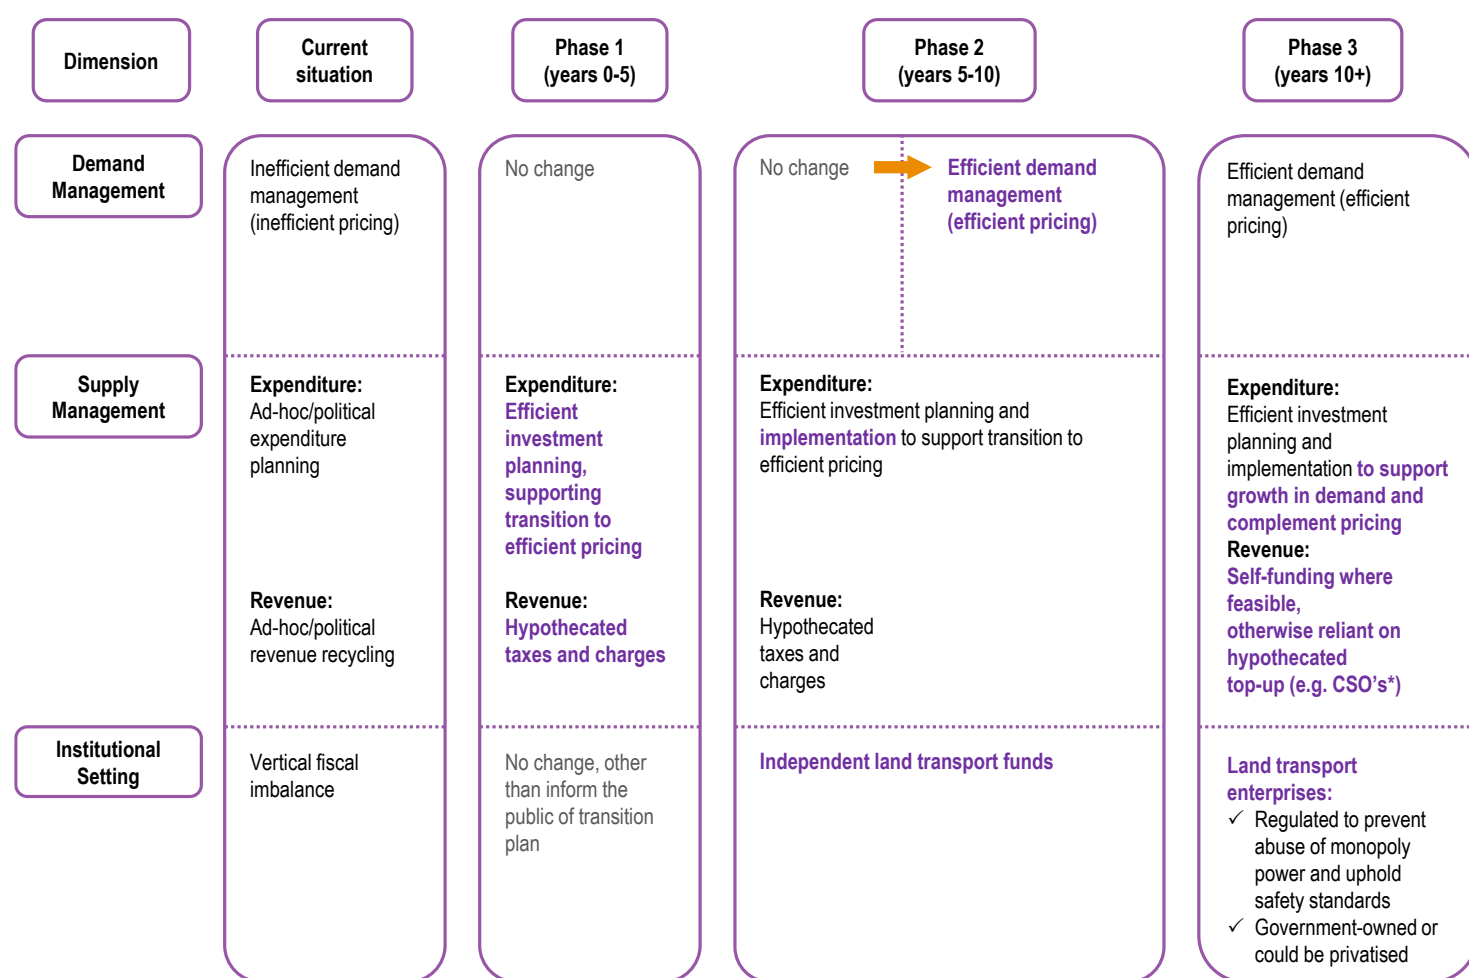 Dimension
Current
situation
Phase 1
(years 0-5)
Phase 2
(years 5-10)
Phase 3
(years 10+)
Demand
Management
Inefficient demand
management
(inefficient pricing)
No change
No change
Efficient demand
management
(efficient pricing)
Efficient demand
management (efficient
pricing)
Supply
Management
Expenditure:
Ad-hoc/political
expenditure
planning
Revenue:
Ad-hoc/political
revenue recycling
Expenditure:
Efficient
investment
planning,
supporting
transition to
efficient pricing
Revenue:
Hypothecated
taxes and charges
Expenditure:
Efficient investment planning and
implementation to support transition to
efficient pricing
Revenue:
Hypothecated
taxes and
charges
Expenditure:
Efficient investment
planning and
implementation to support
growth in demand and
complement pricing
Revenue:
Self-funding where
feasible,
otherwise reliant on
hypothecated
top-up (e.g. CSO's*)
Institutional
Setting
Vertical fiscal
imbalance
No change, other
than inform the
public of transition
plan
Independent land transport funds
Land transport
enterprises:
✓ Regulated to prevent
abuse of monopoly
power and uphold
safety standards
✓ Government-owned or
could be privatised